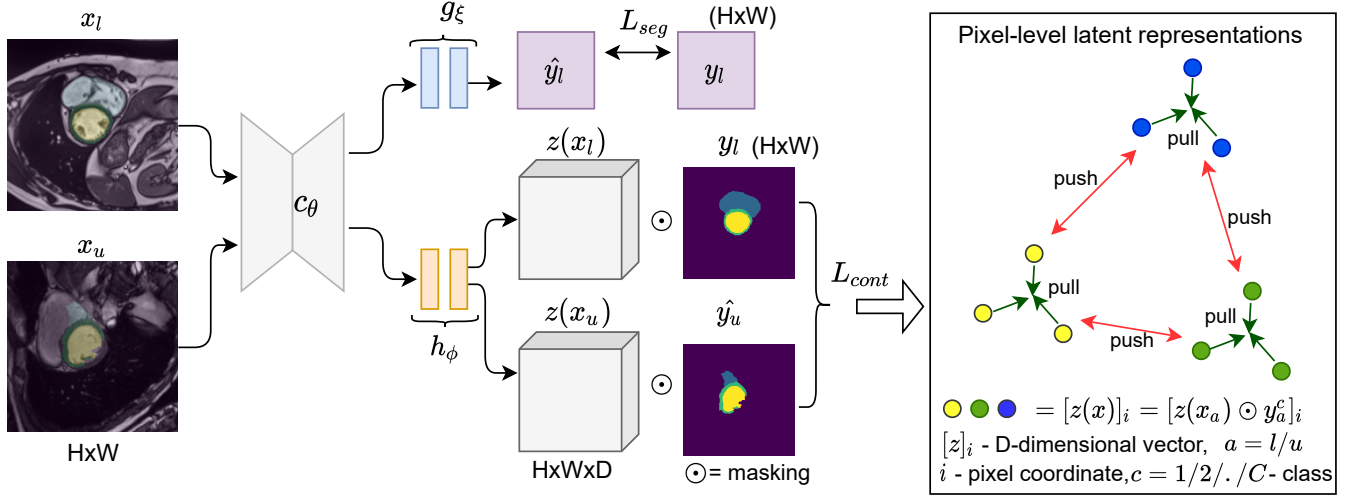 x_l
x_u
HxW
c_θ
g_ξ
ŷ_l
L_seg
(HxW)
y_l
z(x_l)
⊙
y_l (HxW)
h_ϕ
z(x_u)
⊙
ŷ_u
HxWxD
⊙= masking
L_cont
Pixel-level latent representations
pull
push
push
pull
pull
push
= [z(x)]_i = [z(x_a) ⊙ y_a^c]_i
[z]_i - D-dimensional vector, a = l/u
i - pixel coordinate, c = 1/2/./C - class